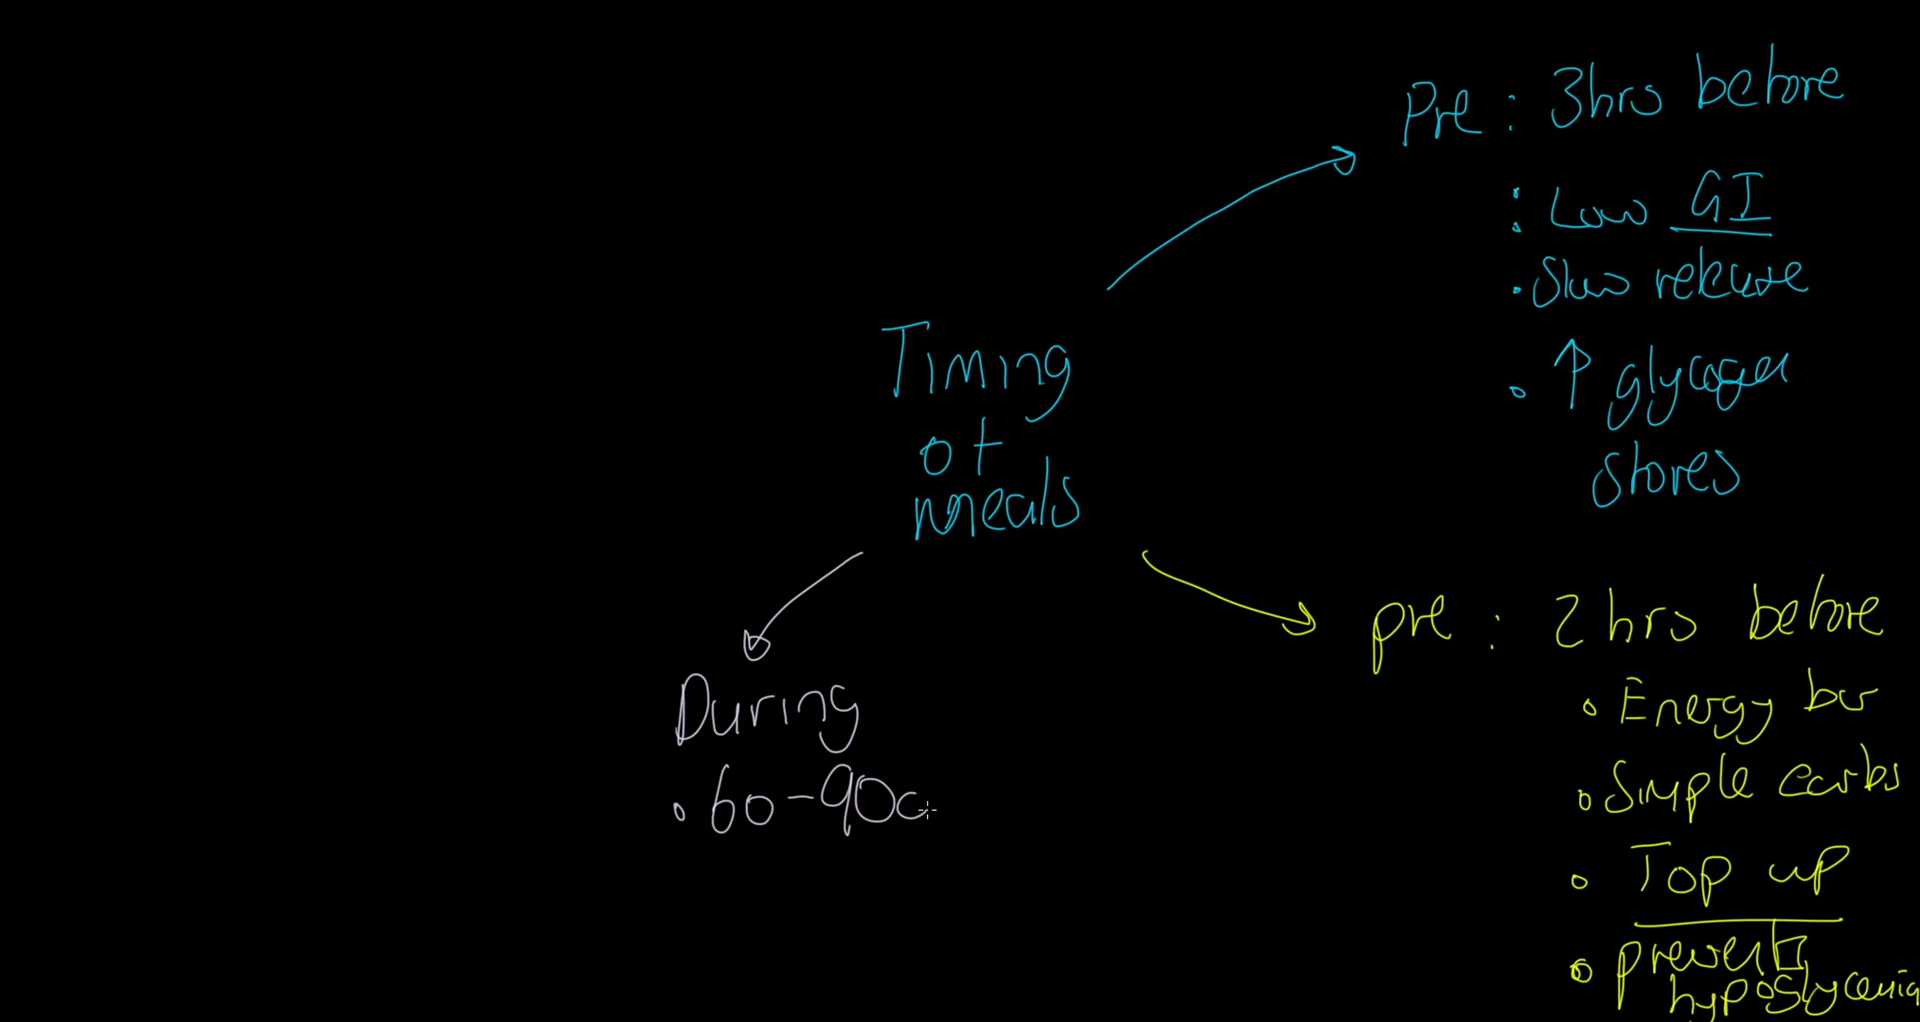 Pre : 3hrs before
: Low GI
• Slow release
• ↑ glycogen
stores
Timing
of
meals
pre : 2 hrs before
• Energy bar
• Simple carbs
• Top up
• prevents
hypoglycemia
During
• 60-90